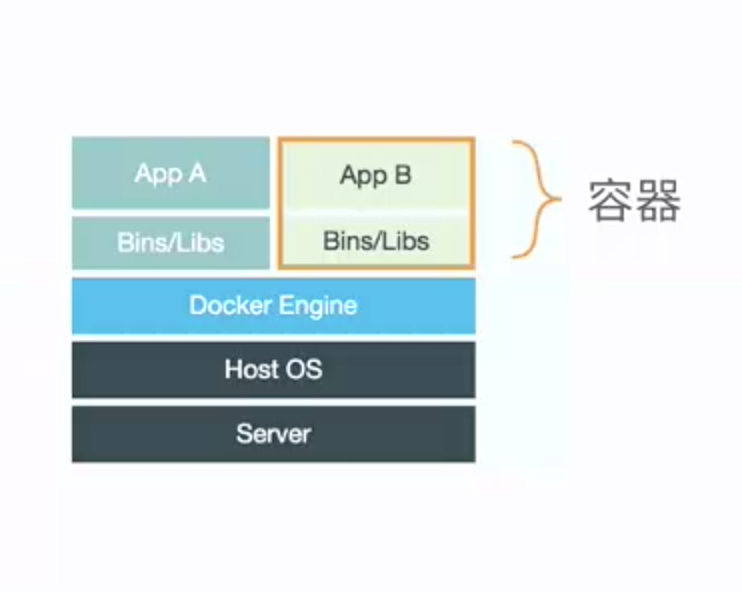 App A
App B
容器
Bins/Libs
Bins/Libs
Docker Engine
Host OS
Server